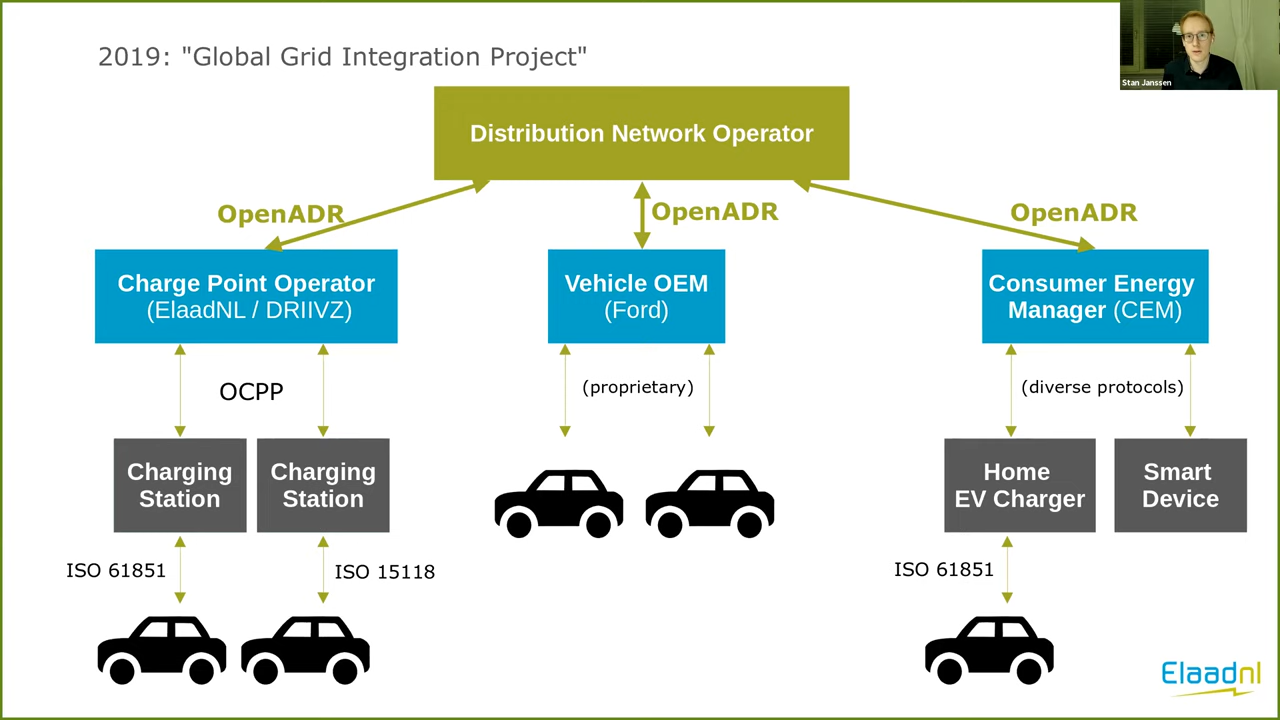 2019: "Global Grid Integration Project"
Stan Janssen
Distribution Network Operator
OpenADR
OpenADR
OpenADR
Charge Point Operator
(ElaadNL / DRIIVZ)
Vehicle OEM
(Ford)
Consumer Energy
Manager (CEM)
OCPP
(proprietary)
(diverse protocols)
Charging
Station
Charging
Station
Home
EV Charger
Smart
Device
ISO 61851
ISO 15118
ISO 61851
Elaadnl